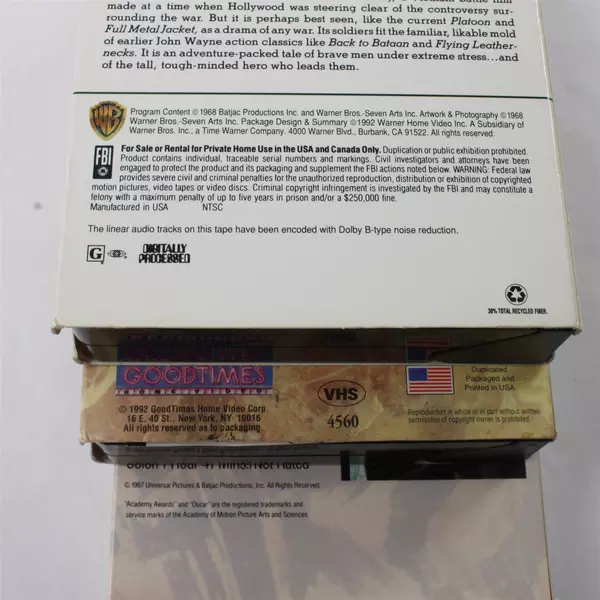 made at a time when Hollywood was steering clear of the controversy sur-
rounding the war. But it is perhaps best seen, like the current Platoon and
Full Metal Jacket, as a drama of any war. Its soldiers fit the familiar, likable mold
of earlier John Wayne action classics like Back to Bataan and Flying Leather-
necks. It is an adventure-packed tale of brave men under extreme stress...and
of the tall, tough-minded hero who leads them.
WB
Program Content © 1968 Batjac Productions Inc. and Warner Bros.-Seven Arts Inc. Artwork & Photography © 1968
Warner Bros.-Seven Arts Inc. Package Design & Summary © 1992 Warner Home Video Inc. A Subsidiary of
Warner Bros. Inc., a Time Warner Company. 4000 Warner Blvd., Burbank, CA 91522. All rights reserved.
FBI
For Sale or Rental for Private Home Use in the USA and Canada Only. Duplication or public exhibition prohibited.
Product contains individual, traceable serial numbers and markings. Civil investigators and attorneys have been
engaged to protect the product and its packaging and supplement the FBI actions noted below. WARNING: Federal law
provides severe civil and criminal penalties for the unauthorized reproduction, distribution or exhibition of copyrighted
motion pictures, video tapes or video discs. Criminal copyright infringement is investigated by the FBI and may constitute a
felony with a maximum penalty of up to five years in prison and/or a $250,000 fine.
Manufactured in USA NTSC
The linear audio tracks on this tape have been encoded with Dolby B-type noise reduction.
G
DIGITALLY
PROCESSED
30% TOTAL RECYCLED FIBER.
GOODTIMES
© 1992 GoodTimes Home Video Corp.
16 E. 40 St., New York, NY 10016
All rights reserved as to packaging.
VHS
4560
Duplicated
Packaged and
Printed in USA.
Reproduction in whole or in part without written
permission of copyright owner is prohibited.
Color/1 Hour 47 Mins./Not Rated
© 1967 Universal Pictures & Batjac Productions, Inc. All Rights Reserved.
"Academy Awards" and "Oscar" are the registered trademarks and
service marks of the Academy of Motion Picture Arts and Sciences.